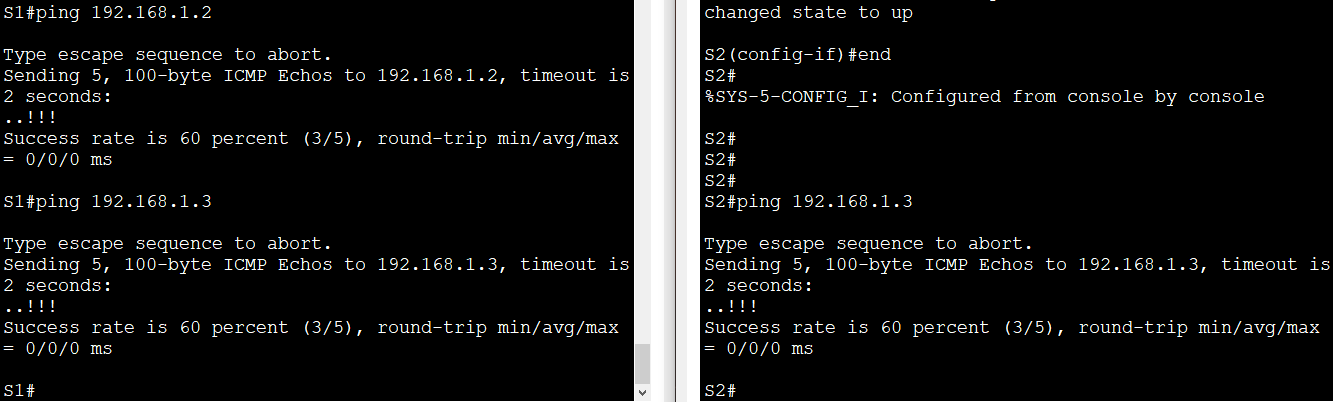 S1#ping 192.168.1.2
Type escape sequence to abort.
Sending 5, 100-byte ICMP Echos to 192.168.1.2, timeout is
2 seconds:
..!!!
Success rate is 60 percent (3/5), round-trip min/avg/max
= 0/0/0 ms
S1#ping 192.168.1.3
Type escape sequence to abort.
Sending 5, 100-byte ICMP Echos to 192.168.1.3, timeout is
2 seconds:
..!!!
Success rate is 60 percent (3/5), round-trip min/avg/max
= 0/0/0 ms
S1#
changed state to up
S2(config-if)#end
S2#
%SYS-5-CONFIG_I: Configured from console by console
S2#
S2#
S2#
S2#ping 192.168.1.3
Type escape sequence to abort.
Sending 5, 100-byte ICMP Echos to 192.168.1.3, timeout is
2 seconds:
..!!!
Success rate is 60 percent (3/5), round-trip min/avg/max
= 0/0/0 ms
S2#